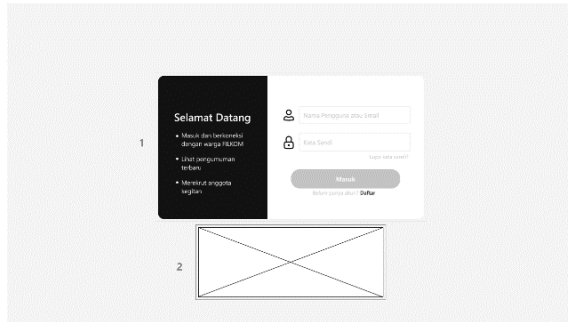 Selamat Datang
1
• Masuk dan berkoneksi
dengan warga FILKOM
• Lihat pengumuman
terbaru
• Merekrut anggota
kegitan
Nama Pengguna atau Email
Kata Sandi
Lupa kata sandi?
Masuk
Belum punya akun? Daftar
2